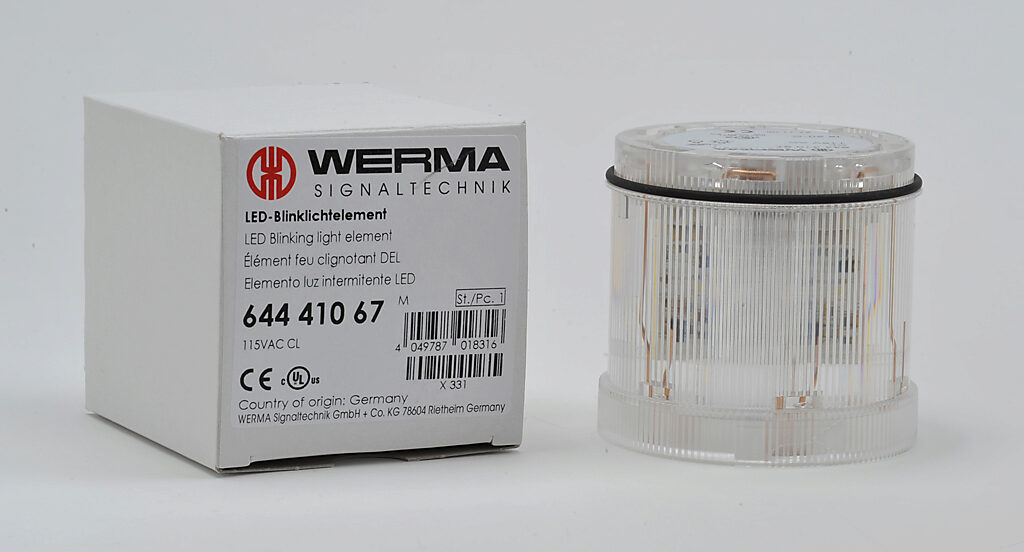 WERMA
SIGNALTECHNIK
LED-Blinklichtelement
LED Blinking light element
Élément feu clignotant DEL
Elemento luz intermitente LED
644 410 67
M
St./Pc. 1
115VAC CL
4 049787 018316
X 331
CE c UL us
Country of origin: Germany
WERMA Signaltechnik GmbH + Co. KG 78604 Rietheim Germany